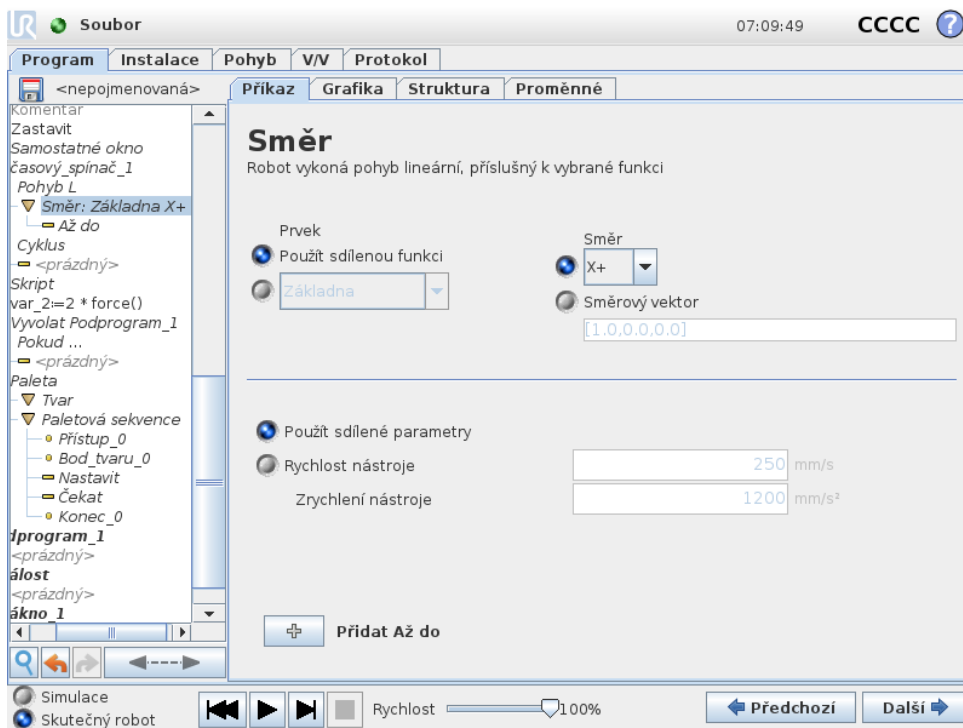 UR Soubor 07:09:49 CCCC ?
Program Instalace Pohyb V/V Protokol
<nepojmenovaná> Příkaz Grafika Struktura Proměnné
Komentar
Zastavit
Samostatné okno
časový_spínač_1
Pohyb L
Směr: Základna X+
Až do
Cyklus
<prázdný>
Skript
var_2:=2 * force()
Vyvolat Podprogram_1
Pokud ...
<prázdný>
Paleta
Tvar
Paletová sekvence
Přístup_0
Bod_tvaru_0
Nastavit
Čekat
Konec_0
dprogram_1
<prázdný>
álost
<prázdný>
ákno_1
Směr
Robot vykoná pohyb lineární, příslušný k vybrané funkci
Prvek
Použít sdílenou funkci
Základna
Směr
X+
Směrový vektor
[1.0,0.0,0.0]
Použít sdílené parametry
Rychlost nástroje 250 mm/s
Zrychlení nástroje 1200 mm/s²
Přidat Až do
Simulace
Skutečný robot
Rychlost 100%
Předchozí Další